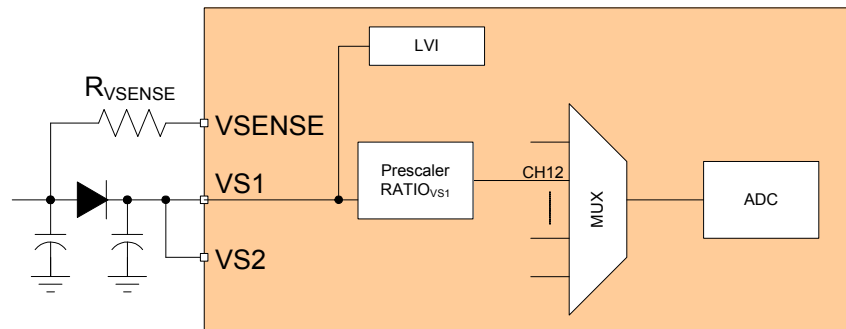 LVI
RVSENSE
VSENSE
VS1
Prescaler
RATIOVS1
CH12
MUX
ADC
VS2